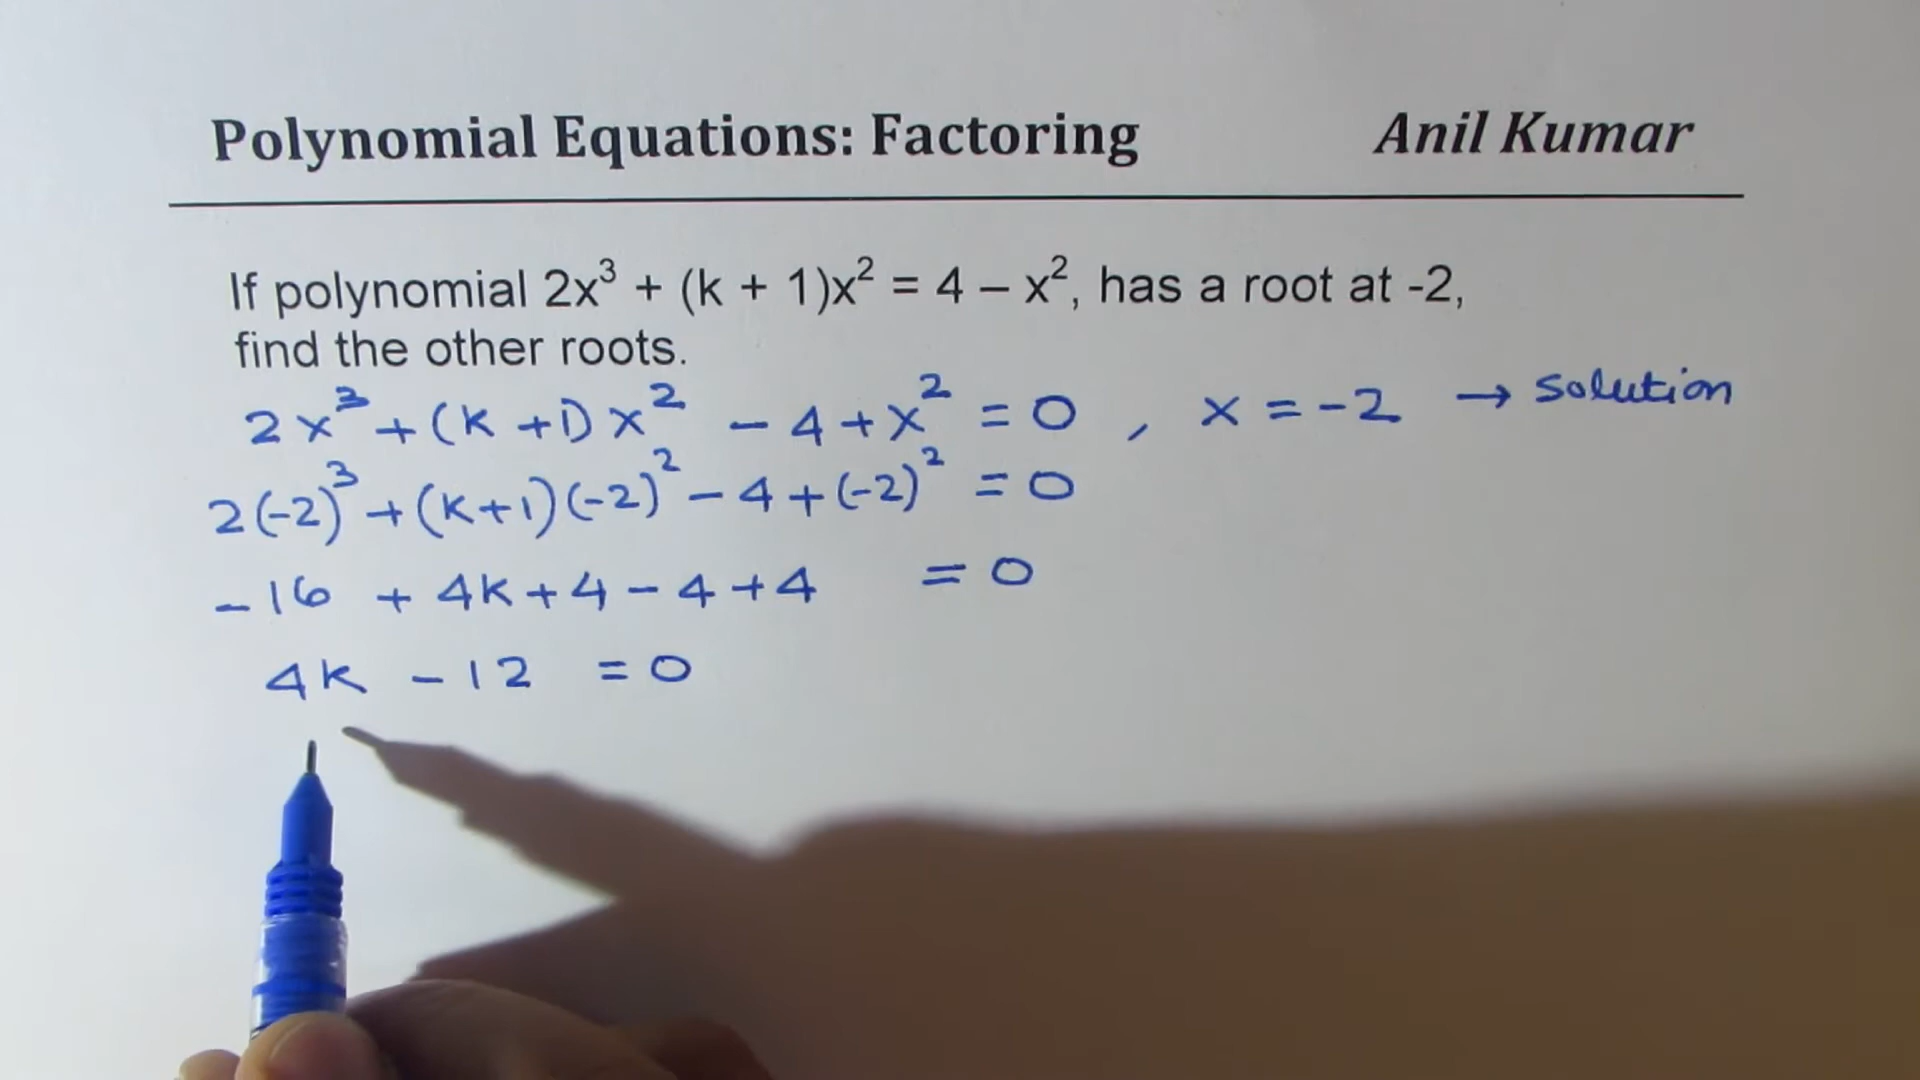 Polynomial Equations: Factoring Anil Kumar
If polynomial 2x³ + (k + 1)x² = 4 – x², has a root at -2,
find the other roots.
2x³ + (k+1)x² - 4 + x² = 0 , x = -2 → Solution
2(-2)³ + (k+1)(-2)² - 4 + (-2)² = 0
-16 + 4k + 4 - 4 + 4 = 0
4k - 12 = 0